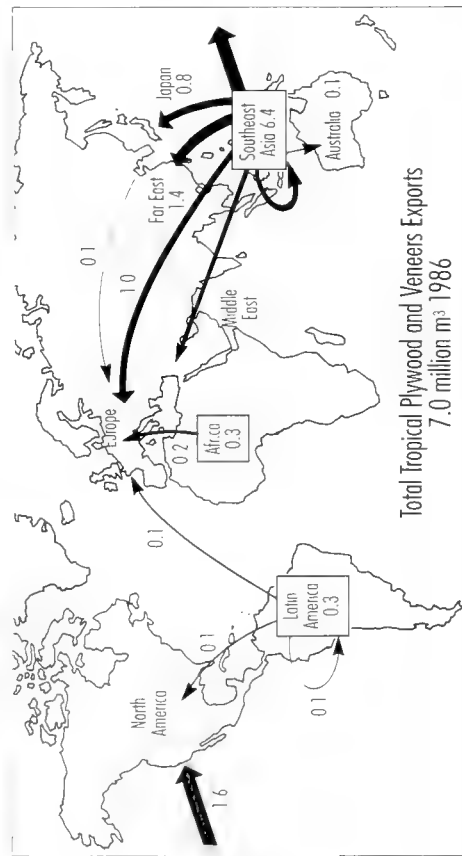 North
America
1 6
0 1
0.1
Latin
America
0.3
0 1
Europe
0 2
Africa
0.3
0 1
1 0
Middle
East
Far East
1.4
Japan
0.8
Southeast
Asia 6.4
Australia
0.1
Total Tropical Plywood and Veneers Exports
7.0 million m³ 1986